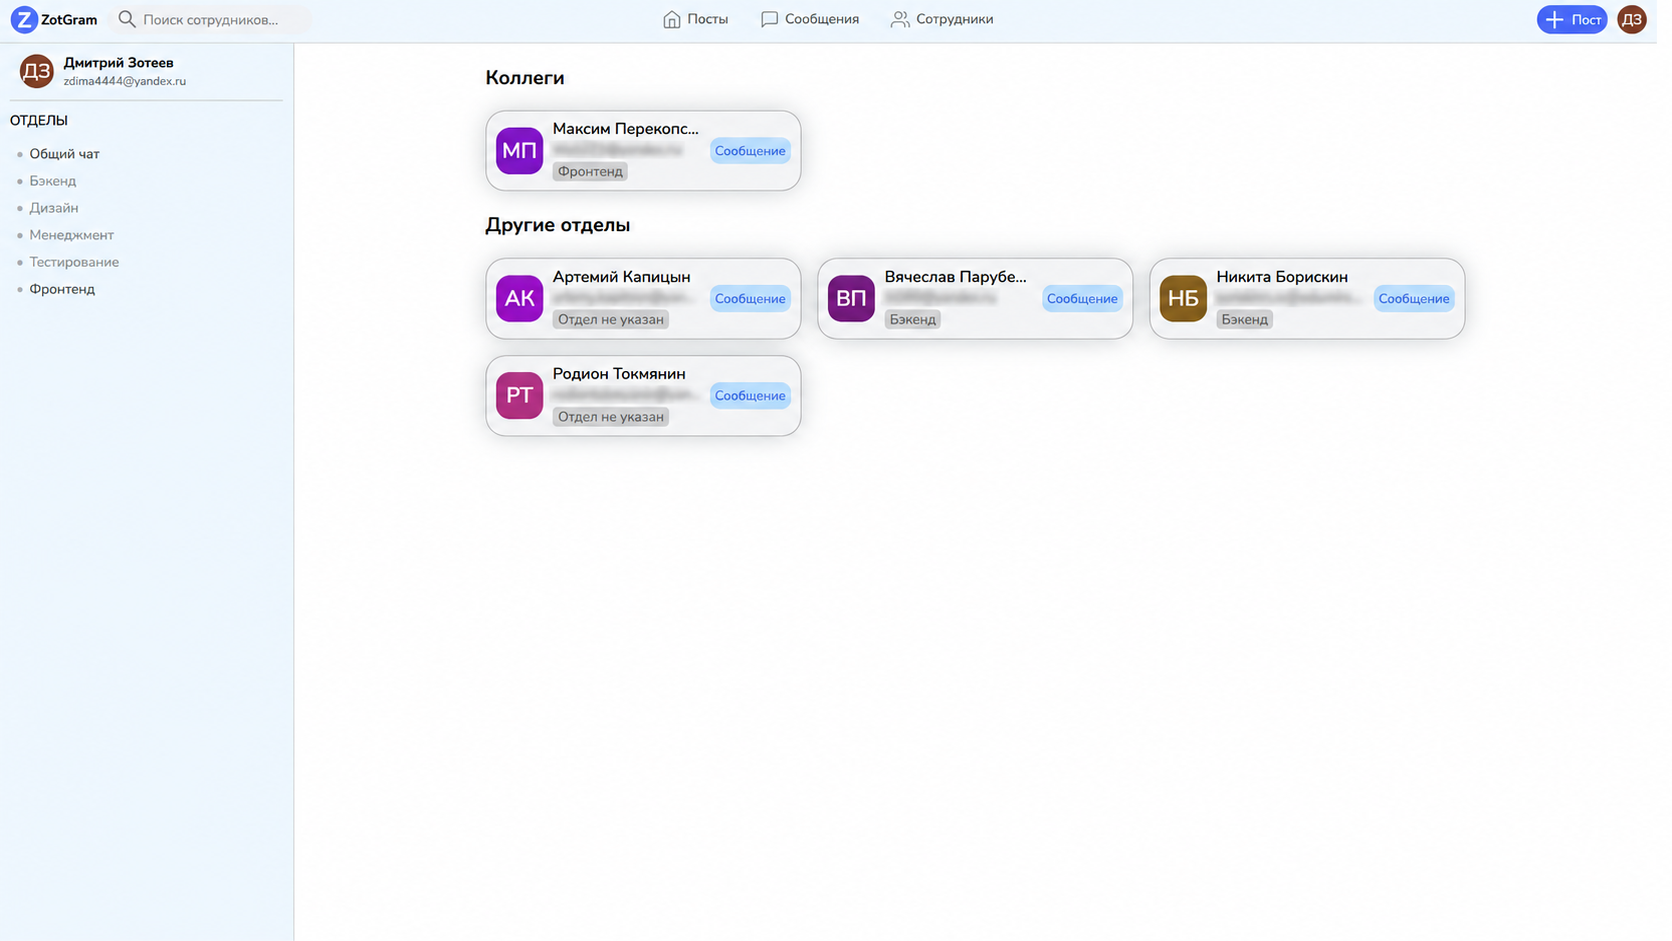 Z ZotGram Поиск сотрудников... Посты Сообщения Сотрудники Пост ДЗ
ДЗ Дмитрий Зотеев
zdima4444@yandex.ru
ОТДЕЛЫ
Общий чат
Бэкенд
Дизайн
Менеджмент
Тестирование
Фронтенд
Коллеги
МП Максим Перекопс... Сообщение
Фронтенд
Другие отделы
АК Артемий Капицын Сообщение
Отдел не указан
ВП Вячеслав Парубе... Сообщение
Бэкенд
НБ Никита Борискин Сообщение
Бэкенд
РТ Родион Токмянин Сообщение
Отдел не указан